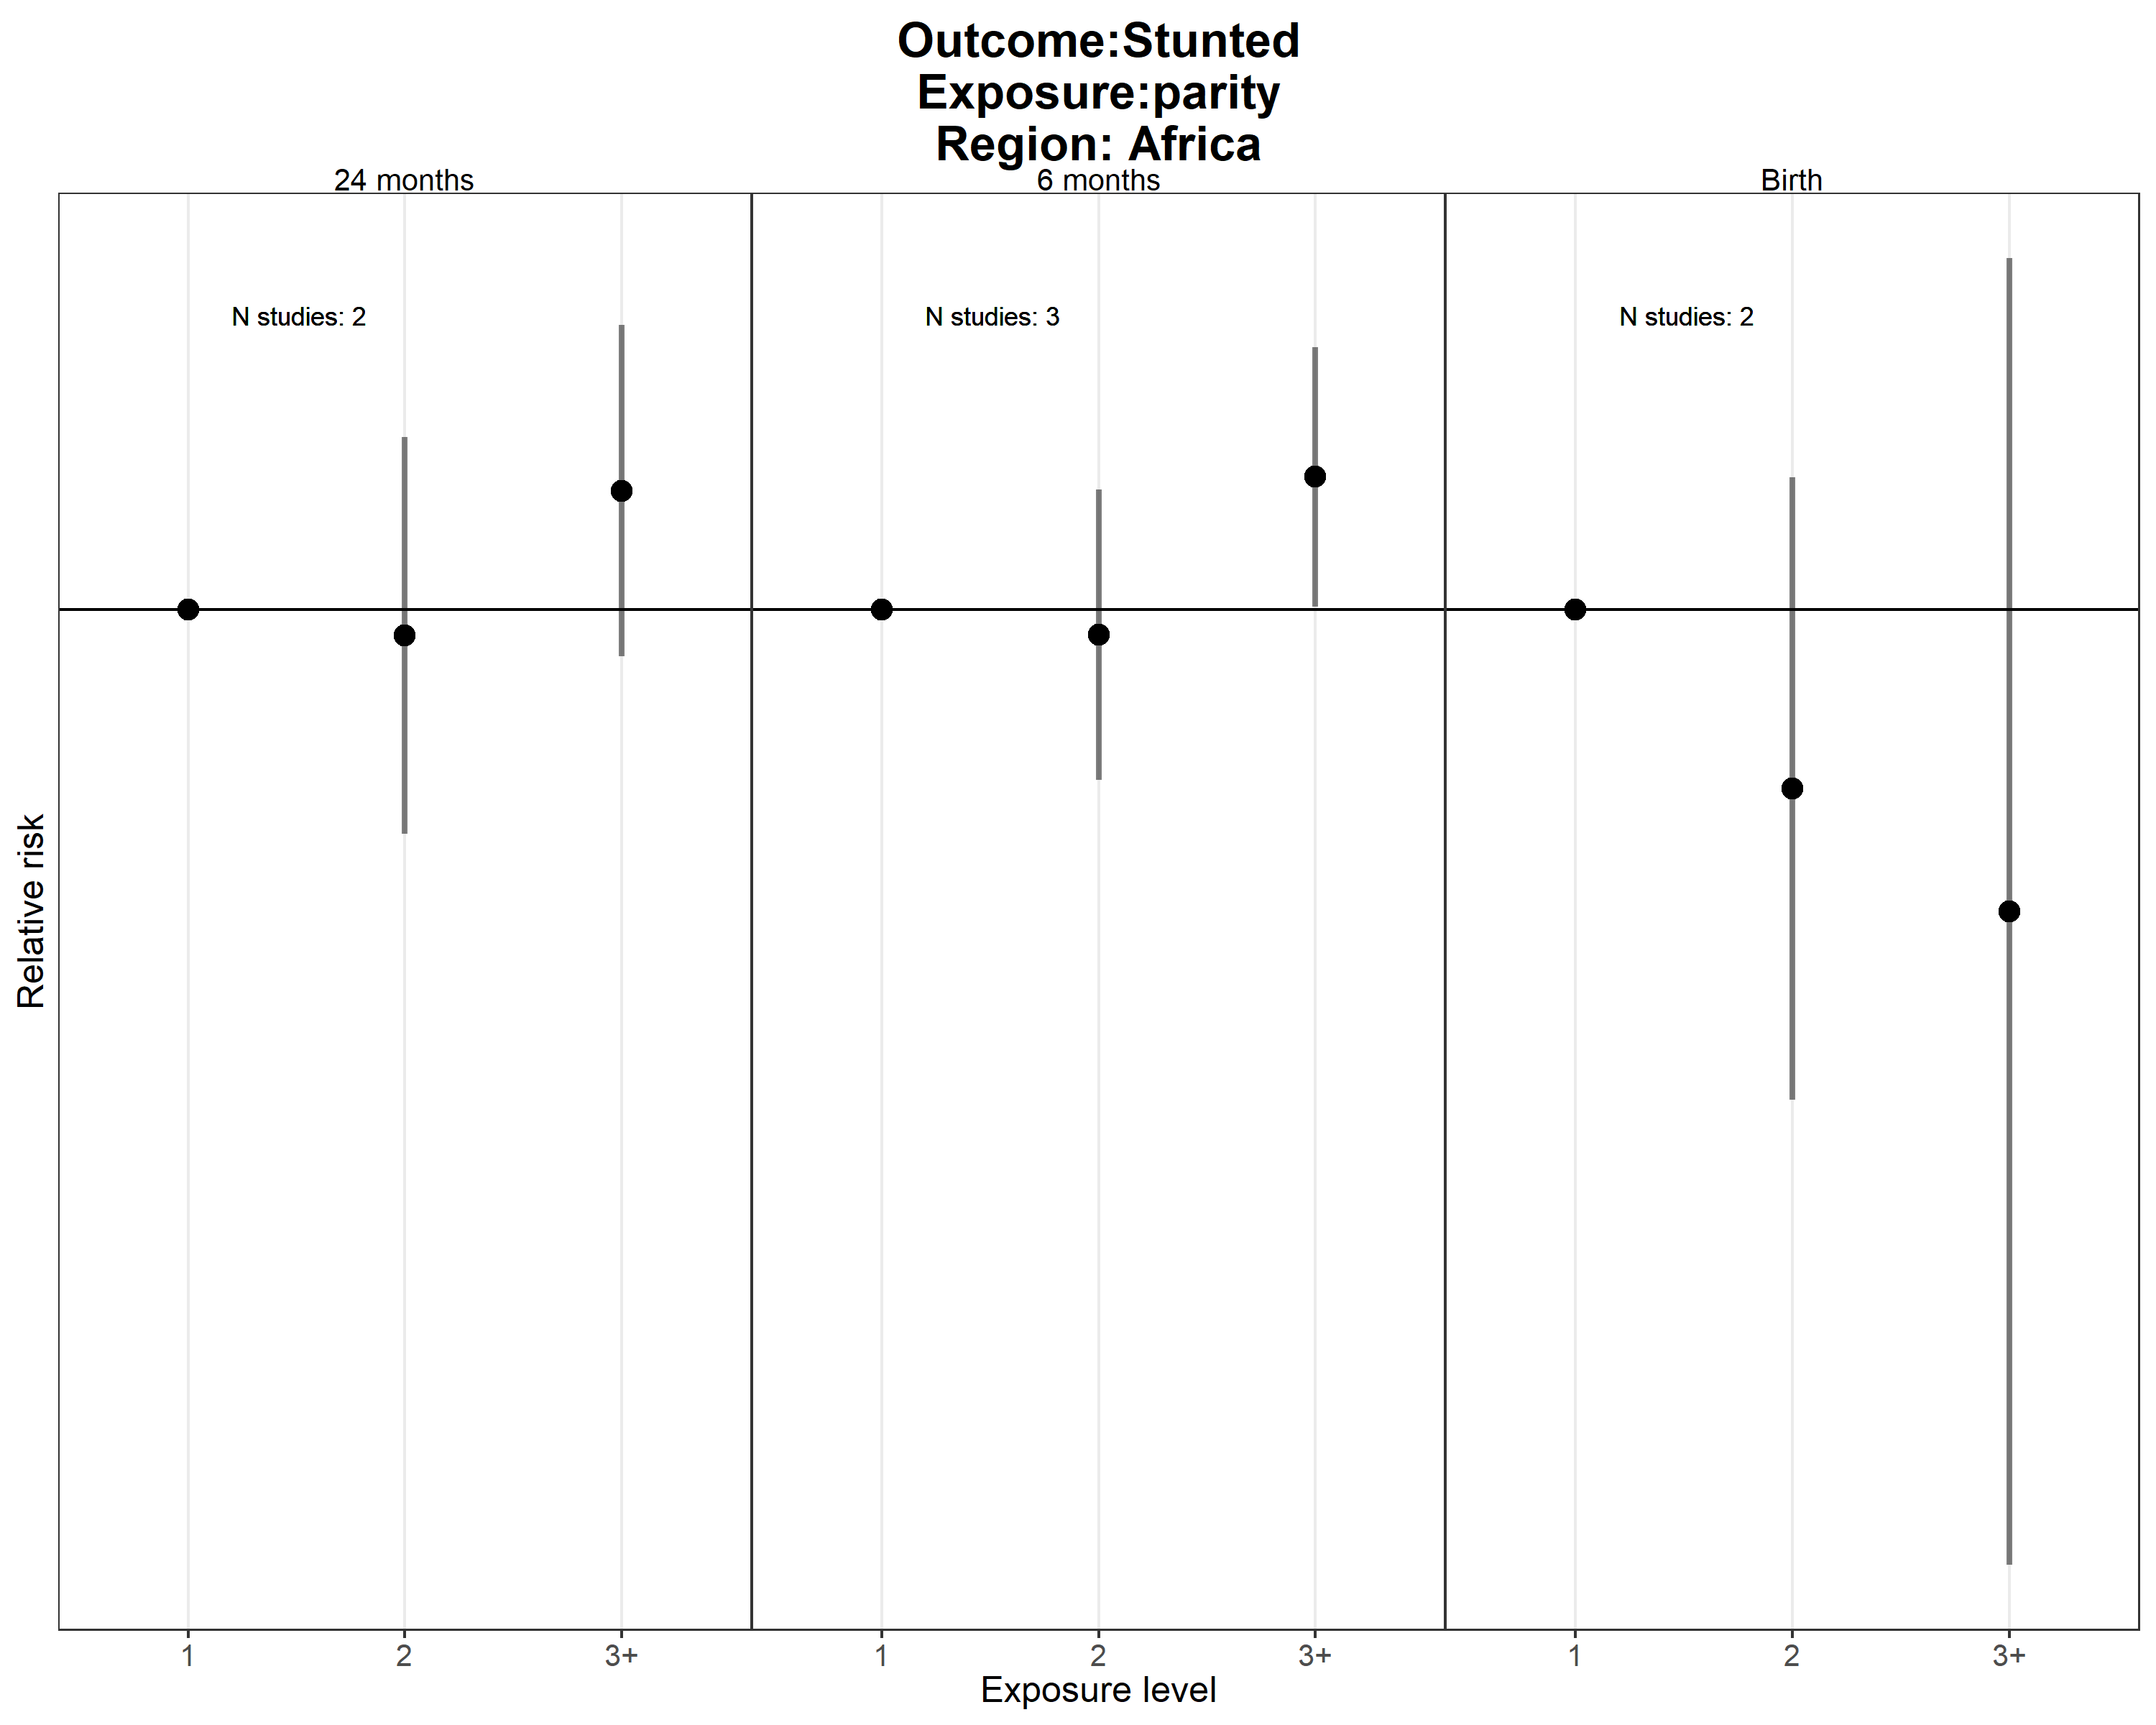 Outcome:Stunted
Exposure:parity
Region: Africa
24 months
6 months
Birth
N studies: 2
N studies: 3
N studies: 2
Relative risk
1
2
3+
1
2
3+
1
2
3+
Exposure level